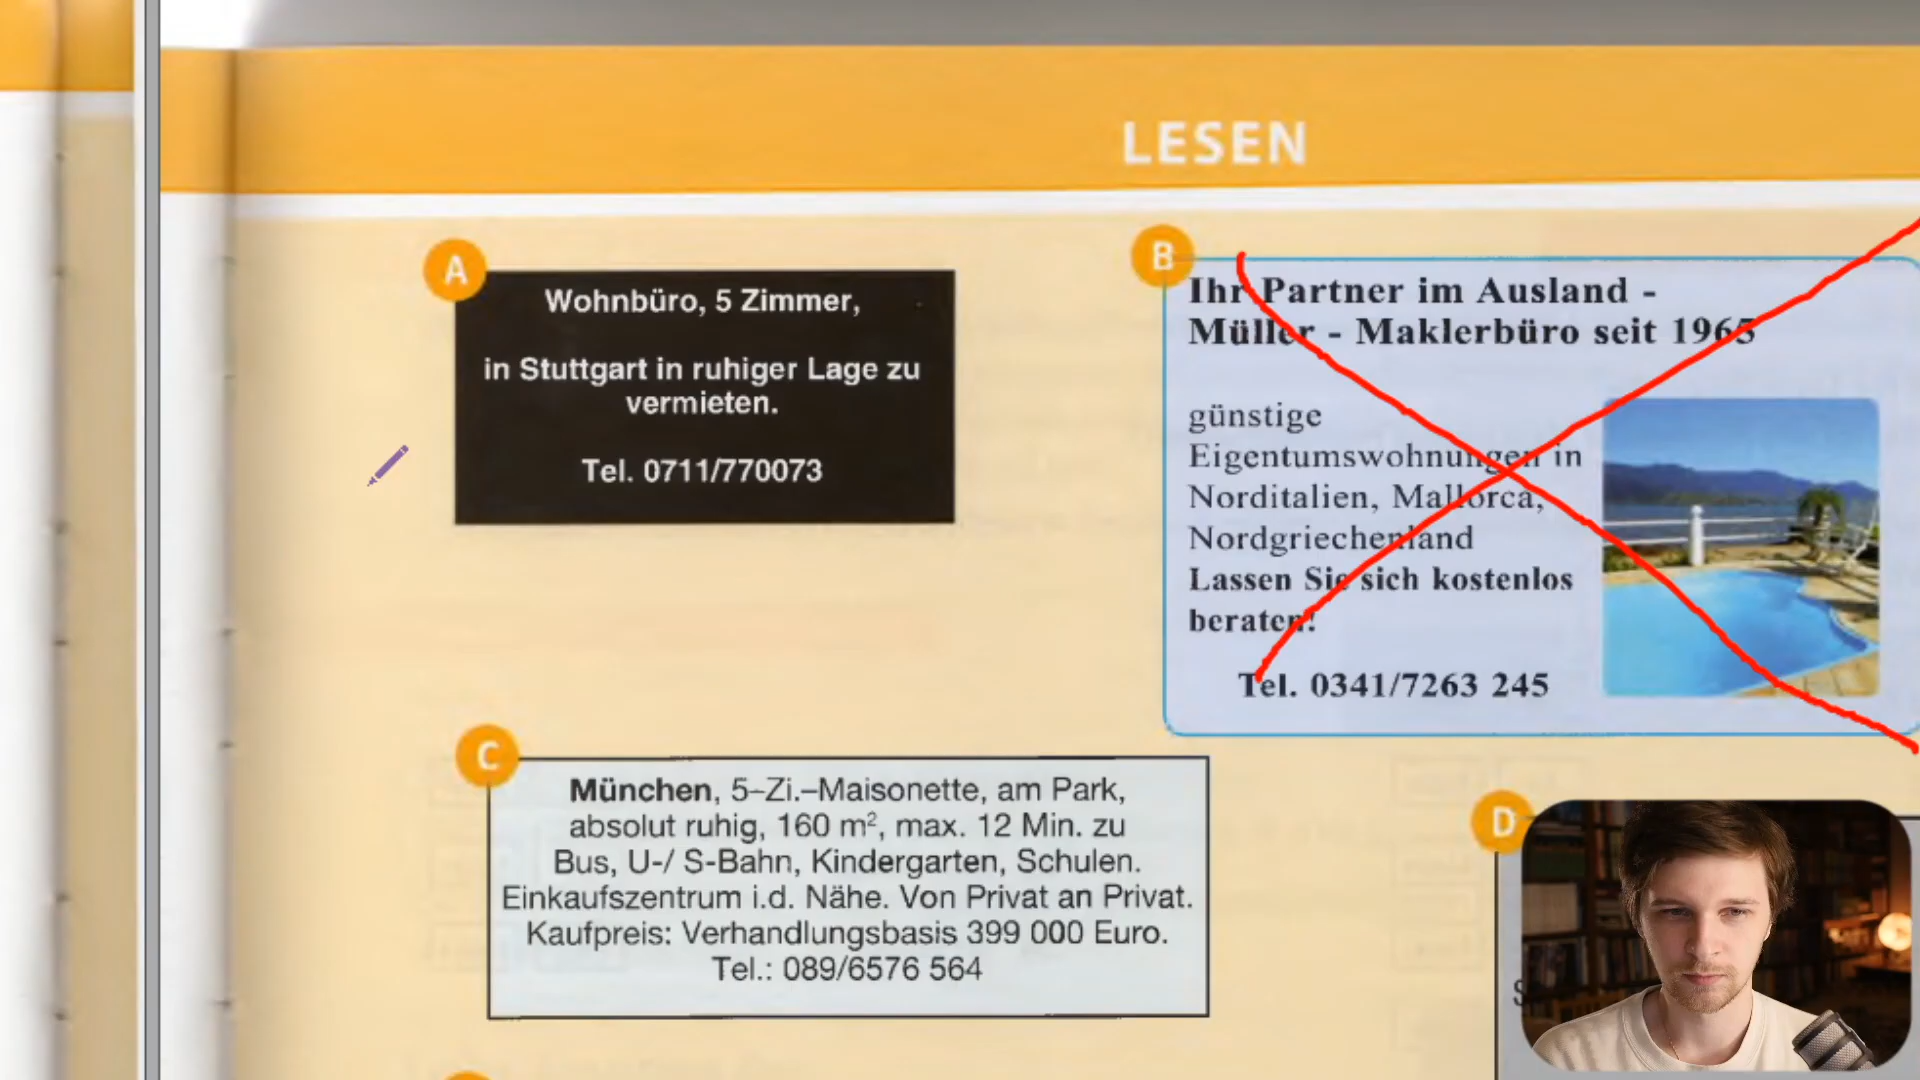 LESEN
A
Wohnbüro, 5 Zimmer,
in Stuttgart in ruhiger Lage zu
vermieten.
Tel. 0711/770073
B
Ihr Partner im Ausland -
Müller - Maklerbüro seit 1965
günstige
Eigentumswohnungen in
Norditalien, Mallorca,
Nordgriechenland
Lassen Sie sich kostenlos
beraten!
Tel. 0341/7263 245
C
München, 5-Zi.-Maisonette, am Park,
absolut ruhig, 160 m², max. 12 Min. zu
Bus, U-/ S-Bahn, Kindergarten, Schulen.
Einkaufszentrum i.d. Nähe. Von Privat an Privat.
Kaufpreis: Verhandlungsbasis 399 000 Euro.
Tel.: 089/6576 564
D